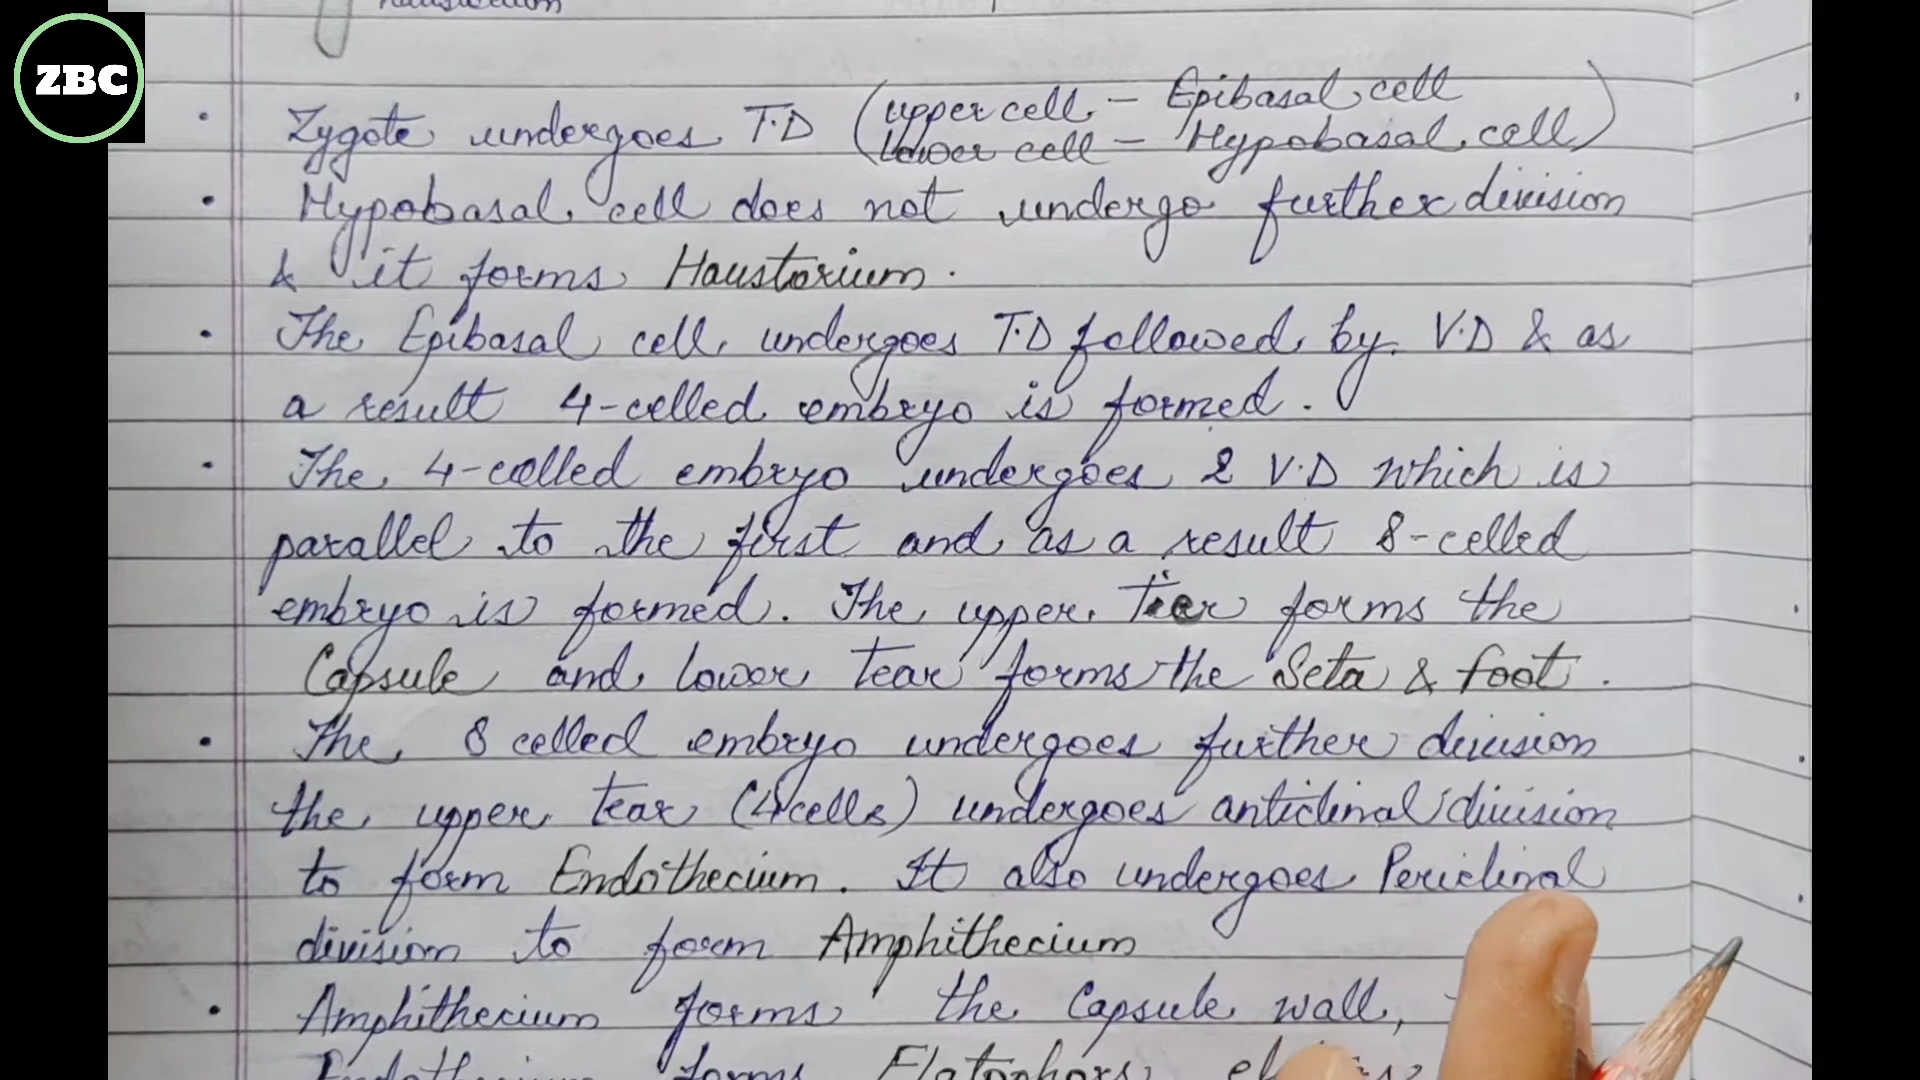 ZBC
Zygote undergoes T.D (upper cell - Epibasal cell
lower cell - Hypobasal cell)
• Hypobasal cell does not undergo further division
& it forms Haustorium.
• The Epibasal cell undergoes T.D followed by V.D & as
a result 4-celled embryo is formed.
• The 4-celled embryo undergoes 2 V.D which is
parallel to the first and as a result 8-celled
embryo is formed. The upper tier forms the
Capsule and lower tear forms the Seta & foot.
• The 8 celled embryo undergoes further division
the upper tear (4cells) undergoes anticlinal division
to form Endothecium. It also undergoes Periclinal
division to form Amphithecium
• Amphithecium forms the Capsule wall,
Endothecium forms